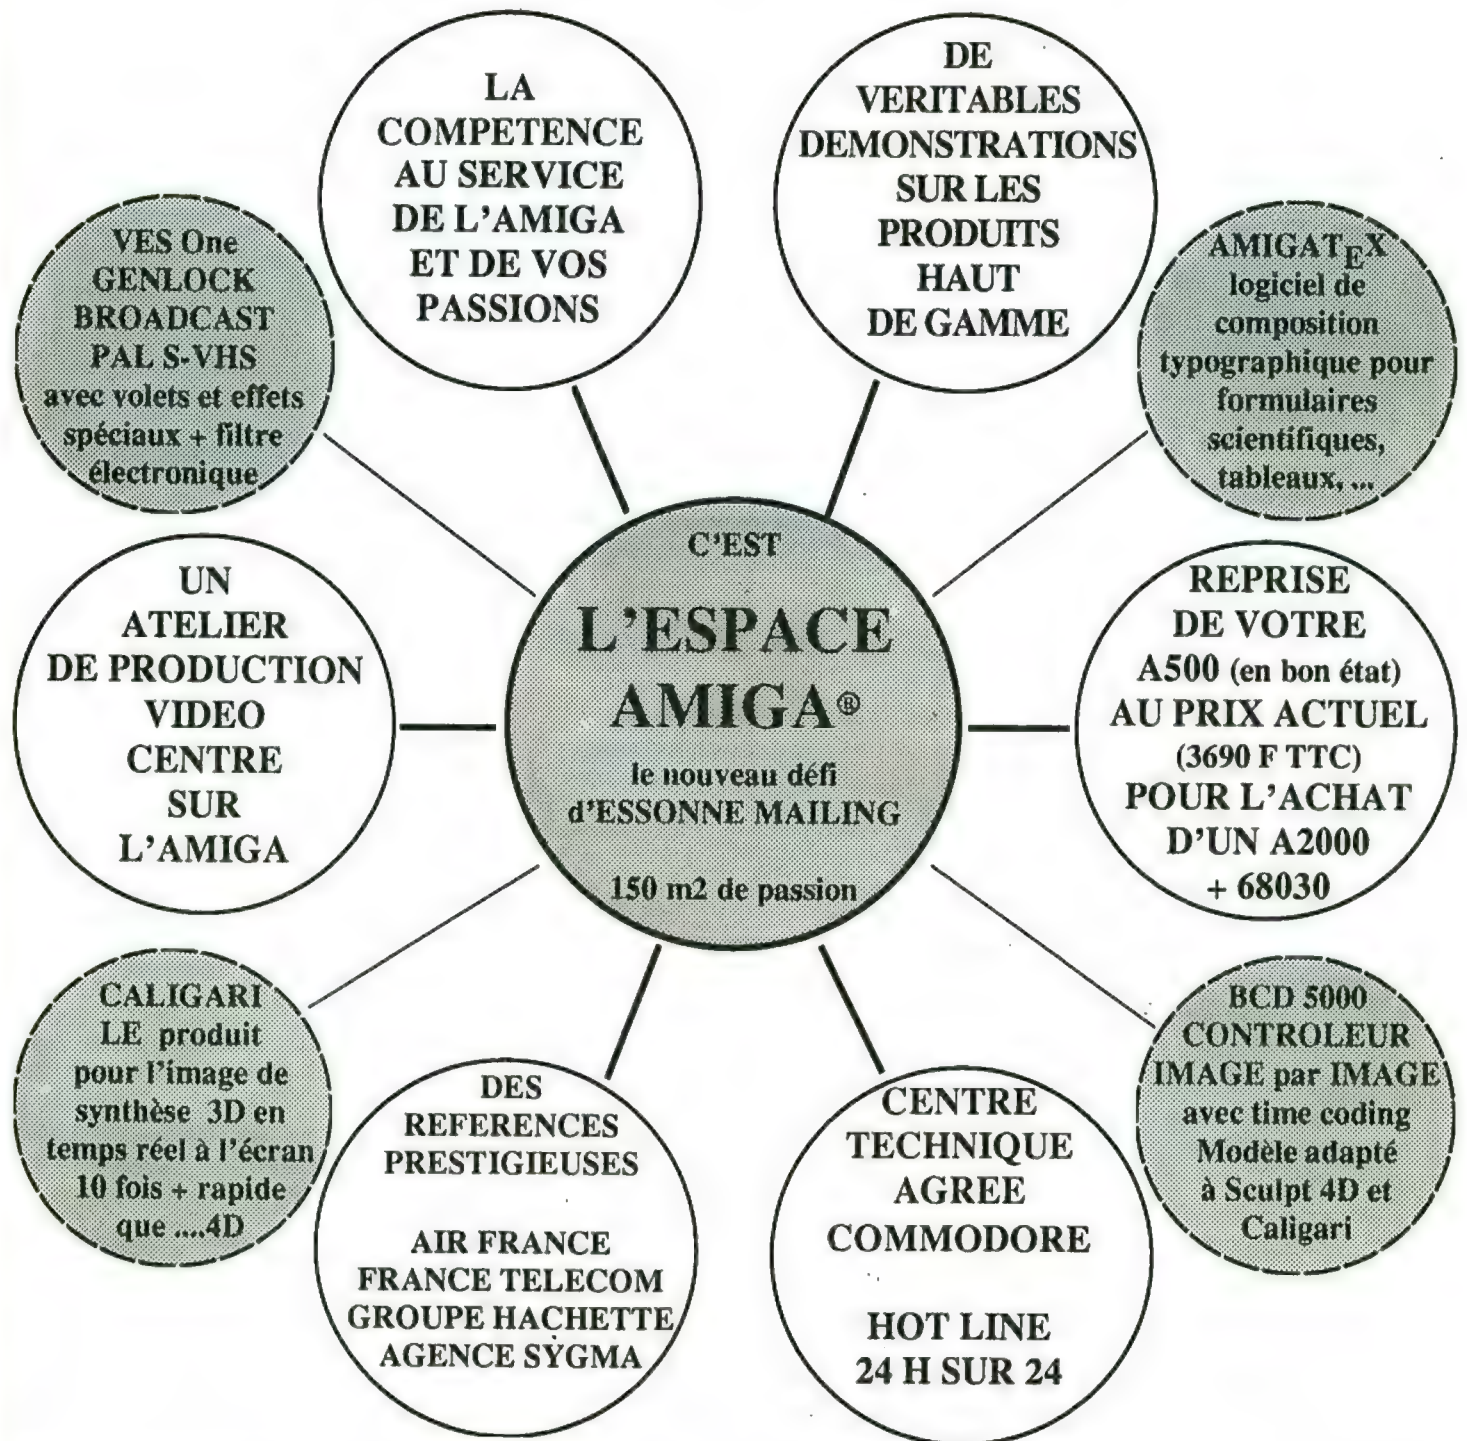 LA
COMPETENCE
AU SERVICE
DE L'AMIGA
ET DE VOS
PASSIONS
DE
VERITABLES
DEMONSTRATIONS
SUR LES
PRODUITS
HAUT
DE GAMME
VES One
GENLOCK
BROADCAST
PAL S-VHS
avec volets et effets
spéciaux + filtre
électronique
AMIGATEX
logiciel de
composition
typographique pour
formulaires
scientifiques,
tableaux, ...
C'EST
L'ESPACE
AMIGA®
le nouveau défi
d'ESSONNE MAILING
150 m2 de passion
UN
ATELIER
DE PRODUCTION
VIDEO
CENTRE
SUR
L'AMIGA
REPRISE
DE VOTRE
A500 (en bon état)
AU PRIX ACTUEL
(3690 F TTC)
POUR L'ACHAT
D'UN A2000
+ 68030
CALIGARI
LE produit
pour l'image de
synthèse 3D en
temps réel à l'écran
10 fois + rapide
que ....4D
BCD 5000
CONTROLEUR
IMAGE par IMAGE
avec time coding
Modèle adapté
à Sculpt 4D et
Caligari
DES
REFERENCES
PRESTIGIEUSES
AIR FRANCE
FRANCE TELECOM
GROUPE HACHETTE
AGENCE SYGMA
CENTRE
TECHNIQUE
AGREE
COMMODORE
HOT LINE
24 H SUR 24